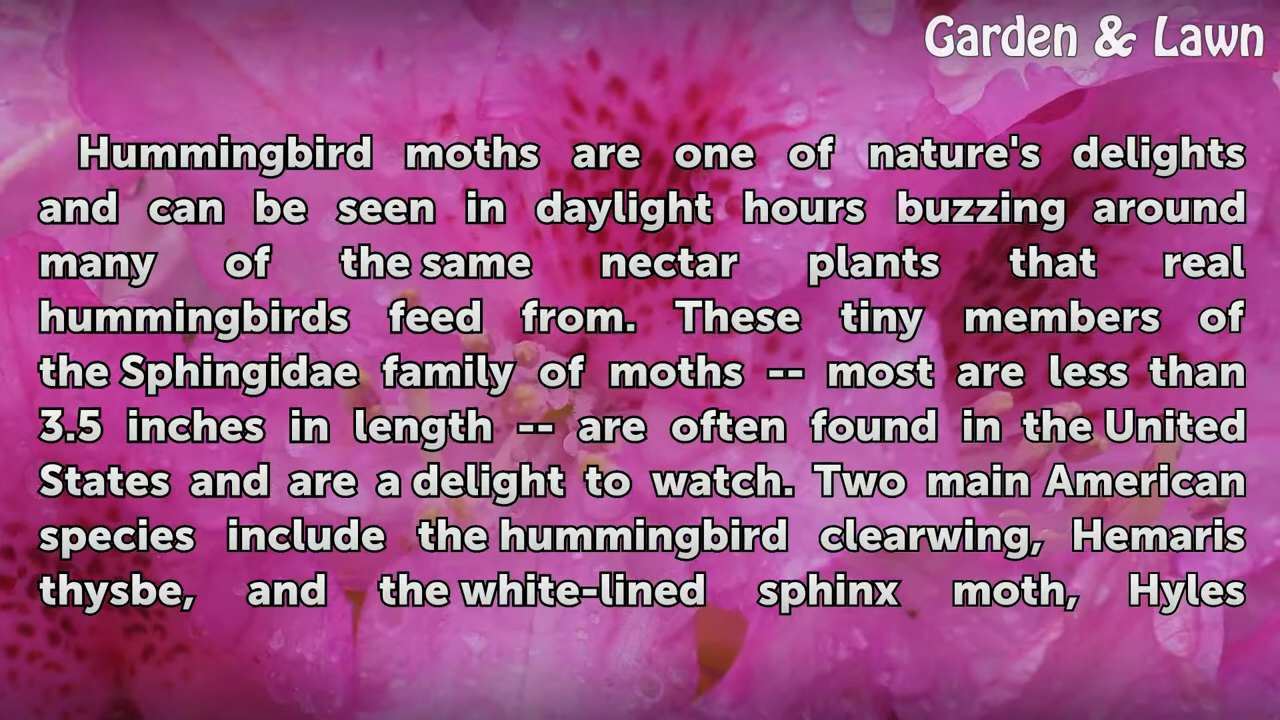 Garden & Lawn
Hummingbird moths are one of nature's delights
and can be seen in daylight hours buzzing around
many of the same nectar plants that real
hummingbirds feed from. These tiny members of
the Sphingidae family of moths -- most are less than
3.5 inches in length -- are often found in the United
States and are a delight to watch. Two main American
species include the hummingbird clearwing, Hemaris
thysbe, and the white-lined sphinx moth, Hyles